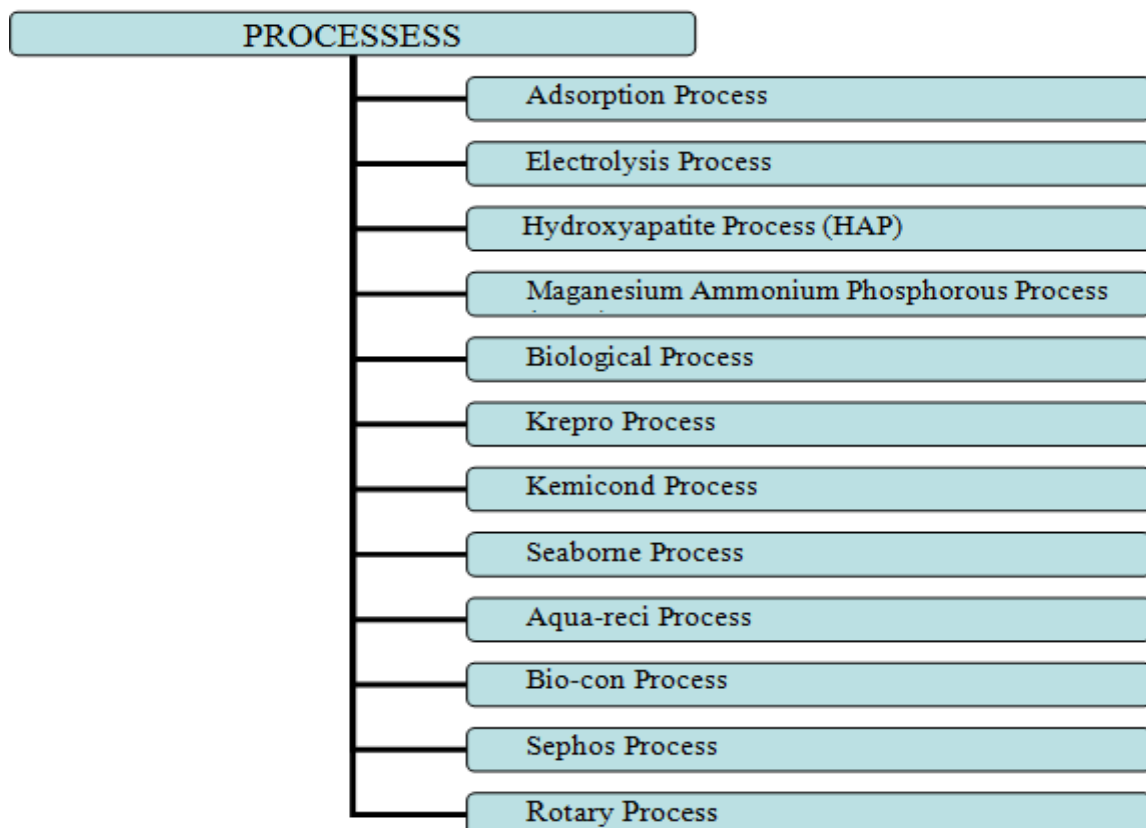 PROCESSESS
Adsorption Process
Electrolysis Process
Hydroxyapatite Process (HAP)
Maganesium Ammonium Phosphorous Process
Biological Process
Krepro Process
Kemicond Process
Seaborne Process
Aqua-reci Process
Bio-con Process
Sephos Process
Rotary Process